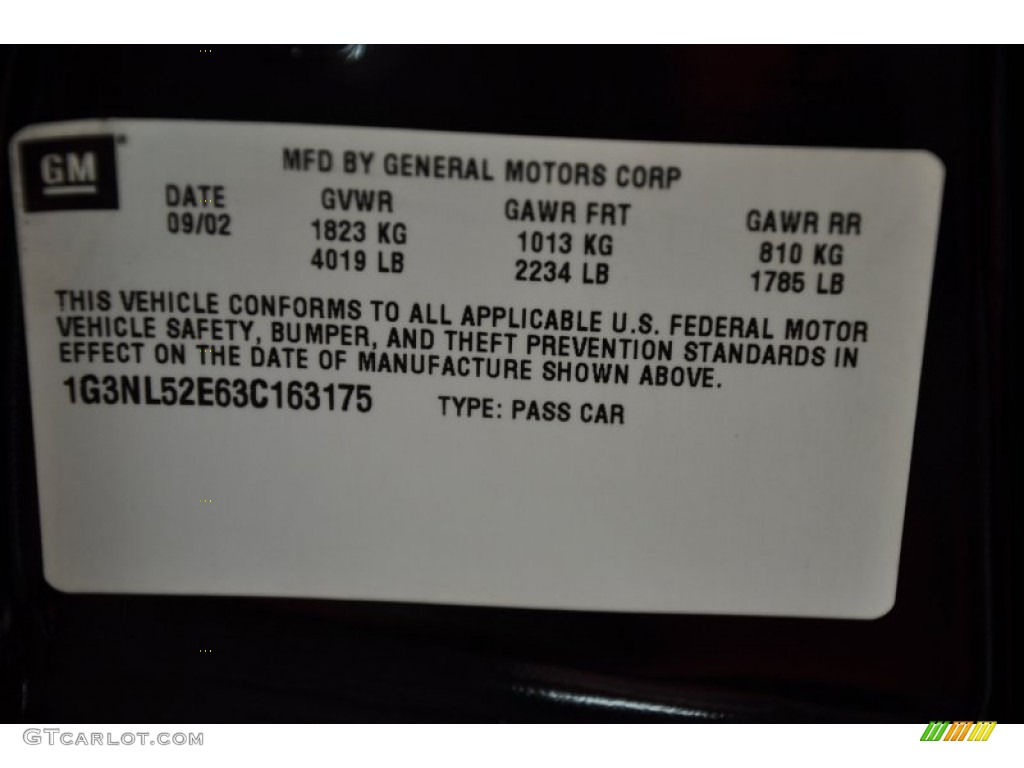 GM
MFD BY GENERAL MOTORS CORP
DATE GVWR GAWR FRT GAWR RR
09/02 1823 KG 1013 KG 810 KG
4019 LB 2234 LB 1785 LB
THIS VEHICLE CONFORMS TO ALL APPLICABLE U.S. FEDERAL MOTOR
VEHICLE SAFETY, BUMPER, AND THEFT PREVENTION STANDARDS IN
EFFECT ON THE DATE OF MANUFACTURE SHOWN ABOVE.
1G3NL52E63C163175 TYPE: PASS CAR
GTCARLOT.COM